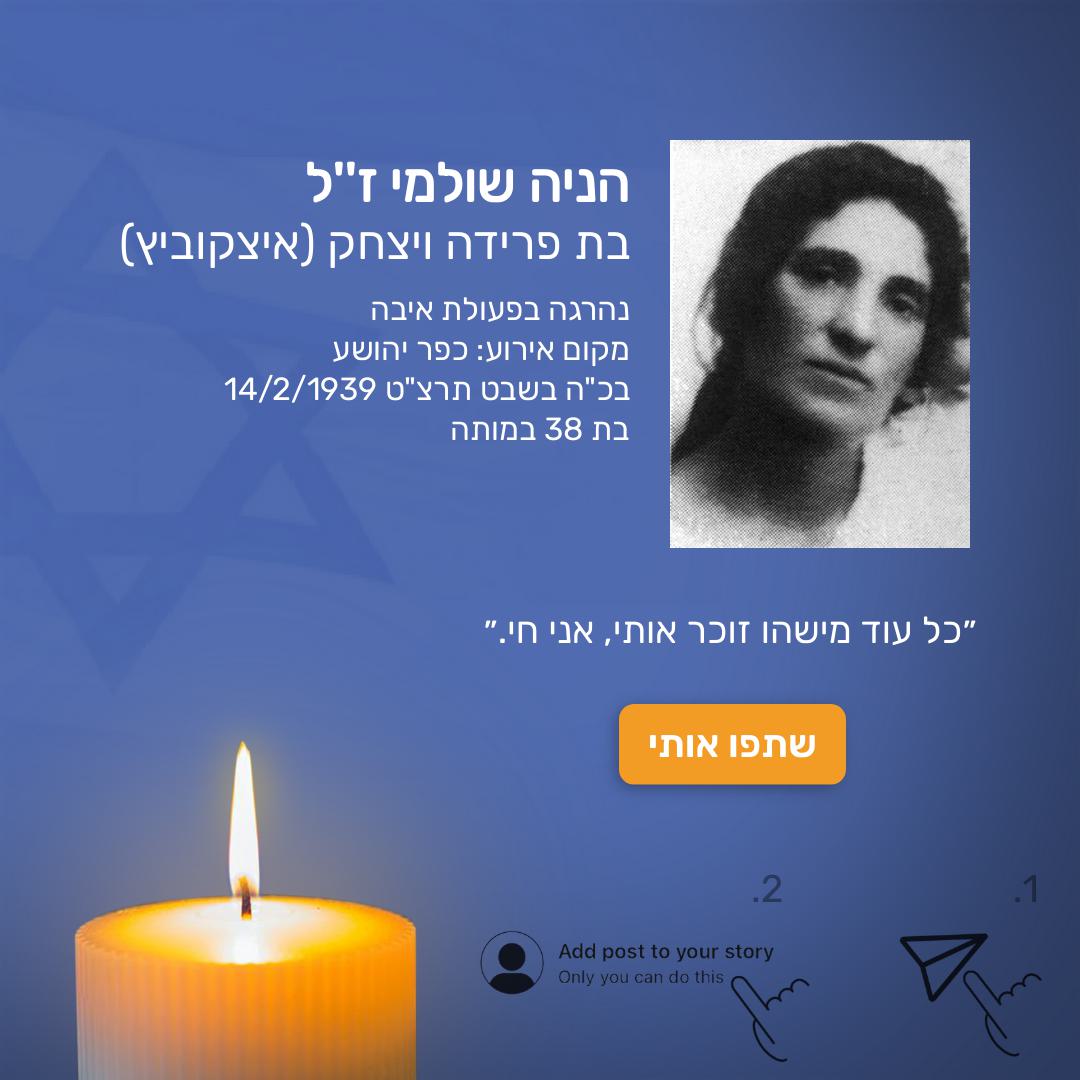 הניה שולמי ז"ל
בת פרידה ויצחק (איצקוביץ)
נהרגה בפעולת איבה
מקום אירוע: כפר יהושע
בכ"ה בשבט תרצ"ט 14/2/1939
בת 38 במותה
"כל עוד מישהו זוכר אותי, אני חי."
שתפו אותי
1.
2.
Add post to your story
Only you can do this